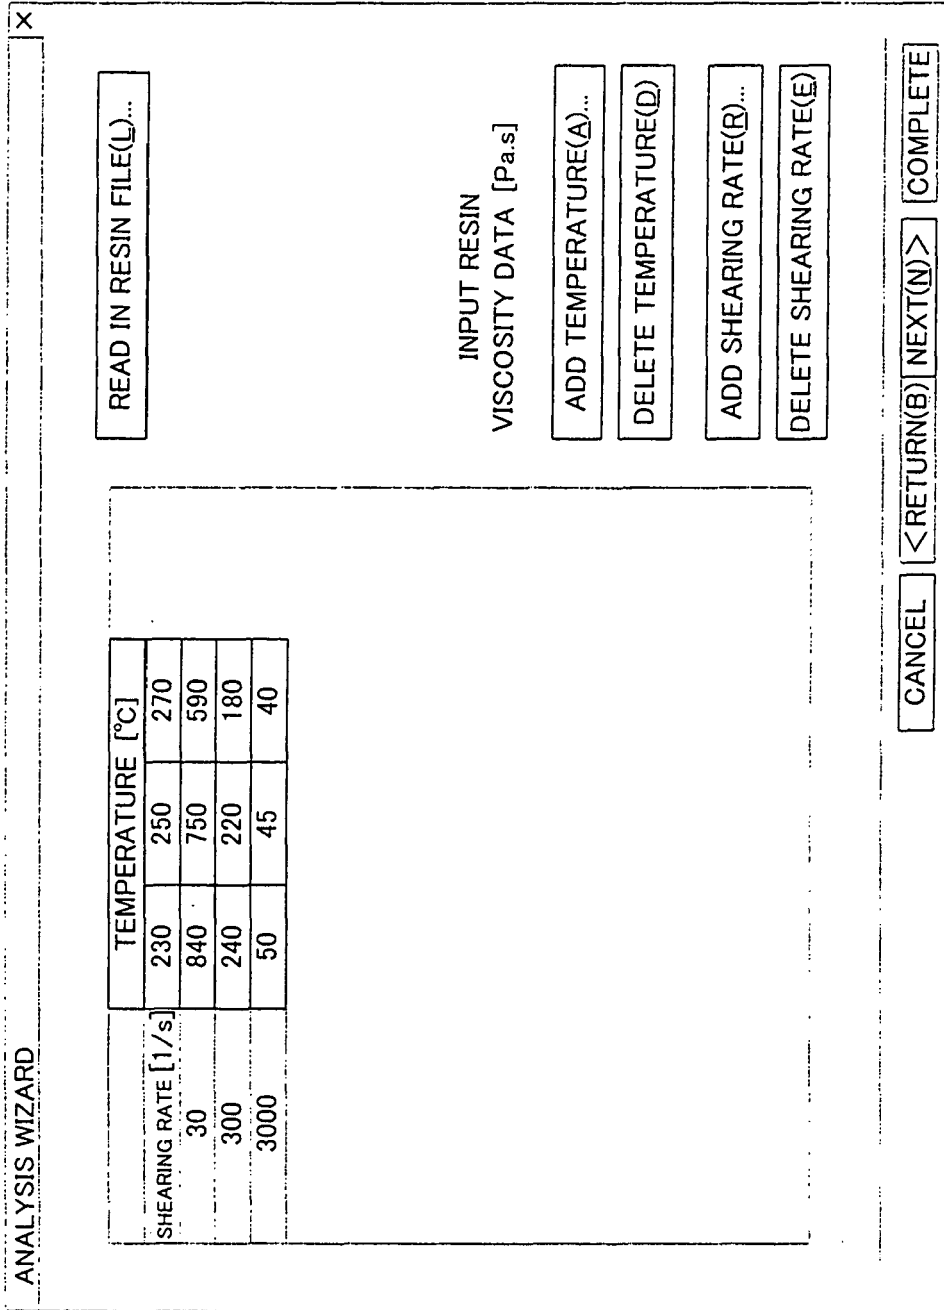 ANALYSIS WIZARD ×
TEMPERATURE [°C]
SHEARING RATE [1/s] 230 250 270
30 840 750 590
300 240 220 180
3000 50 45 40
READ IN RESIN FILE(L)...
INPUT RESIN
VISCOSITY DATA [Pa.s]
ADD TEMPERATURE(A)...
DELETE TEMPERATURE(D)
ADD SHEARING RATE(R)...
DELETE SHEARING RATE(E)
CANCEL <RETURN(B) NEXT(N)> COMPLETE